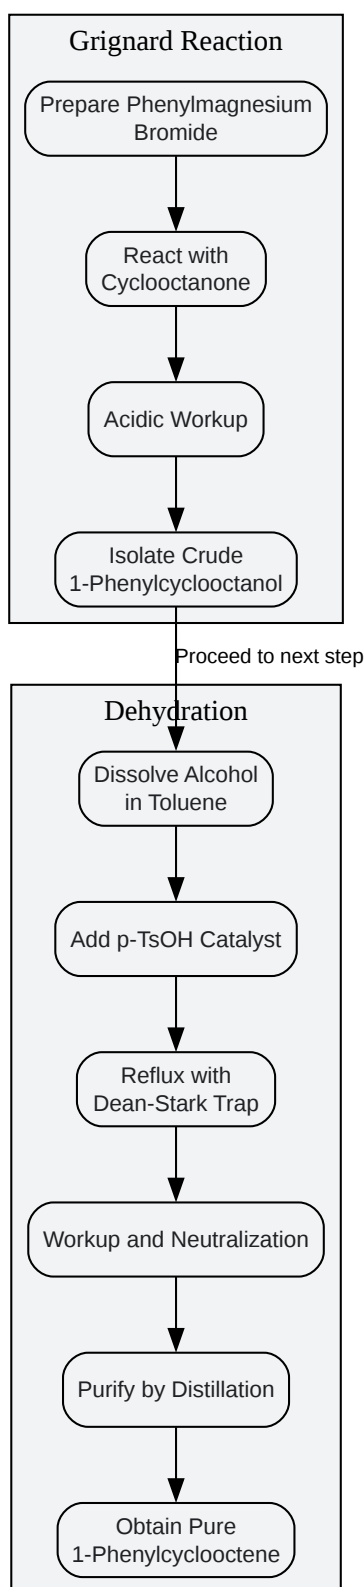 Grignard Reaction
Prepare Phenylmagnesium
Bromide
React with
Cyclooctanone
Acidic Workup
Isolate Crude
1-Phenylcyclooctanol
Proceed to next step
Dehydration
Dissolve Alcohol
in Toluene
Add p-TsOH Catalyst
Reflux with
Dean-Stark Trap
Workup and Neutralization
Purify by Distillation
Obtain Pure
1-Phenylcyclooctene